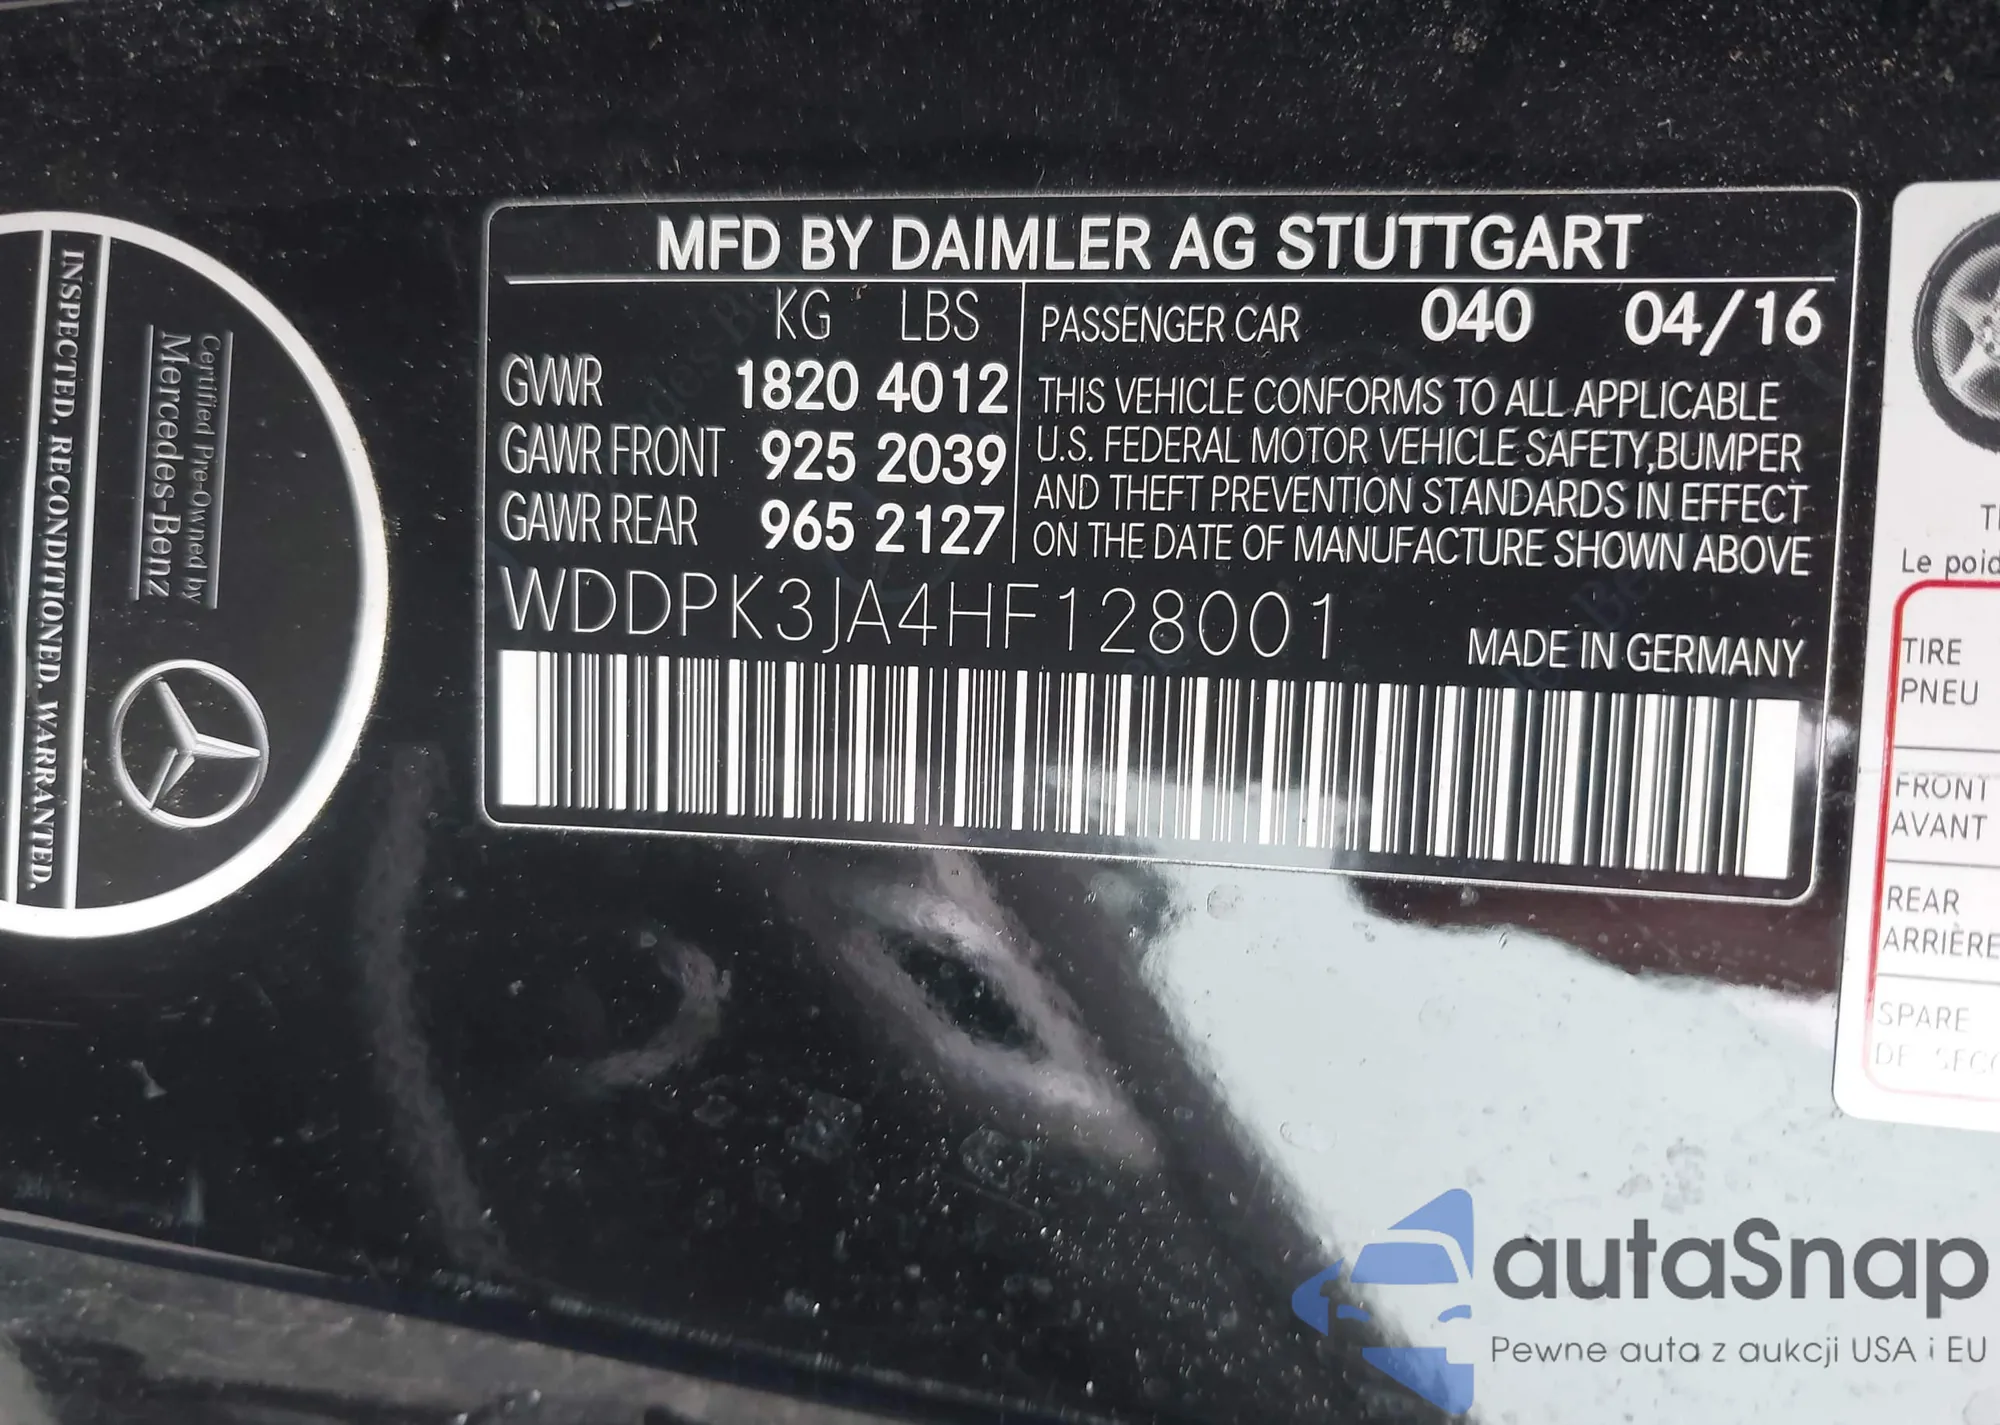 INSPECTED. RECONDITIONED. WARRANTED.
Certified Pre-Owned by
Mercedes-Benz
MFD BY DAIMLER AG STUTTGART
KG LBS
GVWR 1820 4012
GAWR FRONT 925 2039
GAWR REAR 965 2127
PASSENGER CAR 040 04/16
THIS VEHICLE CONFORMS TO ALL APPLICABLE
U.S. FEDERAL MOTOR VEHICLE SAFETY,BUMPER
AND THEFT PREVENTION STANDARDS IN EFFECT
ON THE DATE OF MANUFACTURE SHOWN ABOVE
WDDPK3JA4HF128001
MADE IN GERMANY
Le
TIRE
PNEU
FRONT
AVANT
REAR
ARRIÈRE
SPARE
DE
autaSnap
Pewne auta z aukcji USA i EU